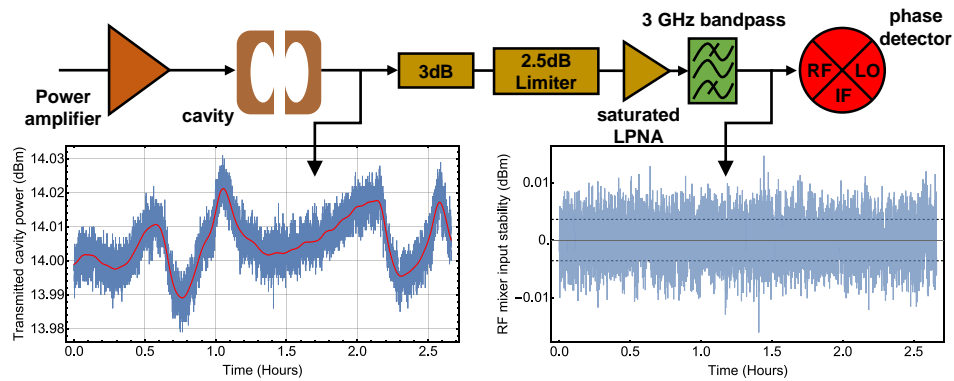 3 GHz bandpass
phase
detector
Power
amplifier
cavity
3dB
2.5dB
Limiter
saturated
LPNA
RF
LO
IF
Transmitted cavity power (dBm)
14.03
14.02
14.01
14.00
13.99
13.98
0.0
0.5
1.0
1.5
2.0
2.5
Time (Hours)
RF mixer input stability (dBm)
0.01
0.
−0.01
0.0
0.5
1.0
1.5
2.0
2.5
Time (Hours)